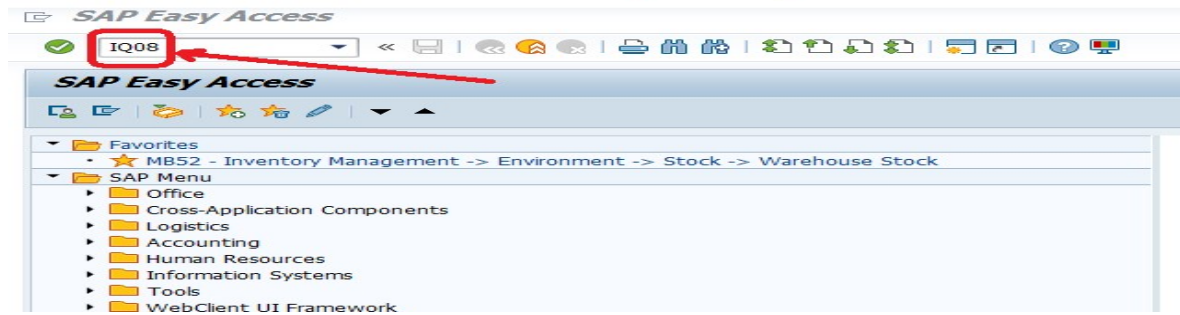 SAP Easy Access
IQ08
SAP Easy Access
Favorites
MB52 - Inventory Management -> Environment -> Stock -> Warehouse Stock
SAP Menu
Office
Cross-Application Components
Logistics
Accounting
Human Resources
Information Systems
Tools
WebClient UI Framework